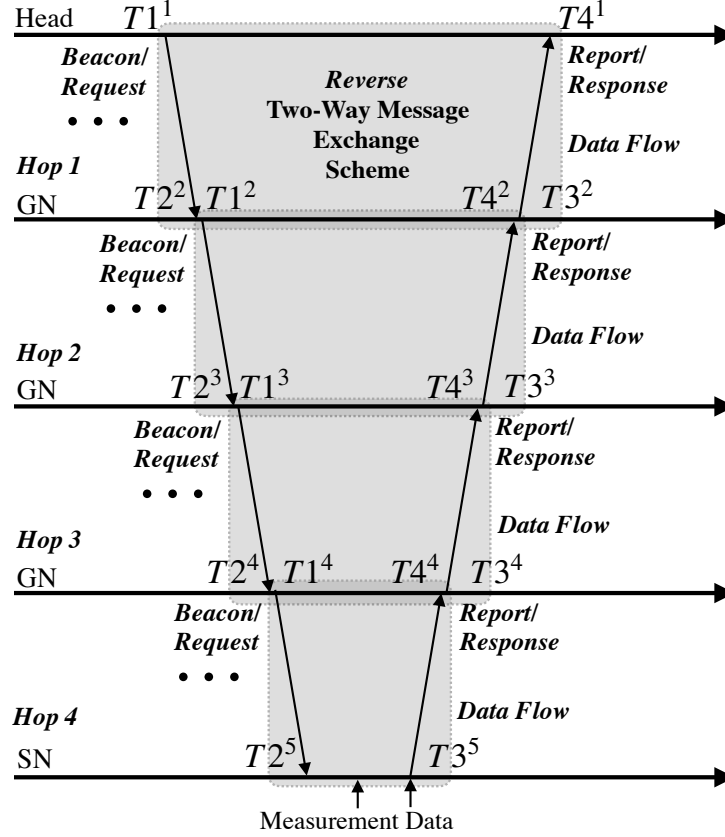 Head T1¹ T4¹
Beacon/
Request
• • •
Reverse
Two-Way Message
Exchange
Scheme
Report/
Response
Data Flow
Hop 1
GN T2² T1² T4² T3²
Beacon/
Request
• • •
Report/
Response
Data Flow
Hop 2
GN T2³ T1³ T4³ T3³
Beacon/
Request
• • •
Report/
Response
Data Flow
Hop 3
GN T2⁴ T1⁴ T4⁴ T3⁴
Beacon/
Request
• • •
Report/
Response
Data Flow
Hop 4
SN T2⁵ T3⁵
Measurement Data